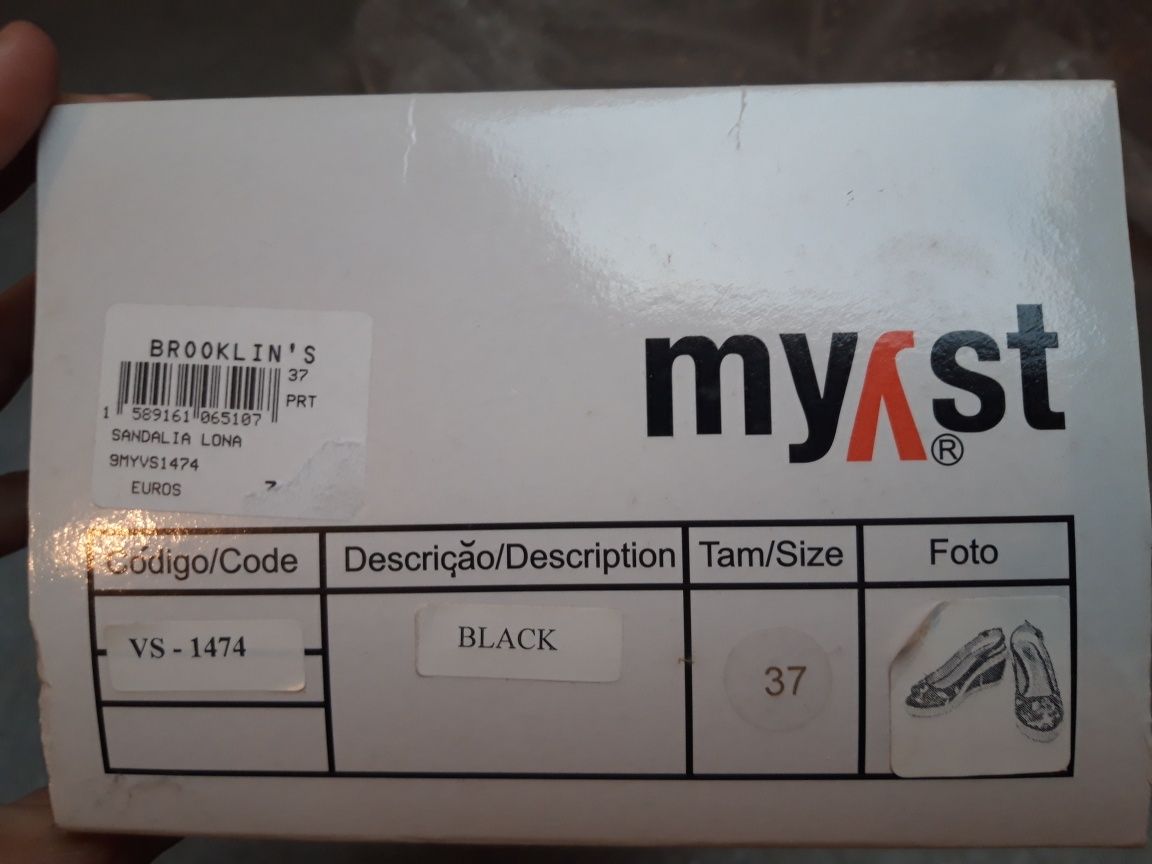 BROOKLIN'S
37
PRT
1 589161 065107
SANDALIA LONA
9MYVS1474
EUROS
myst®
Código/Code Descriçăo/Description Tam/Size Foto
VS - 1474 BLACK 37